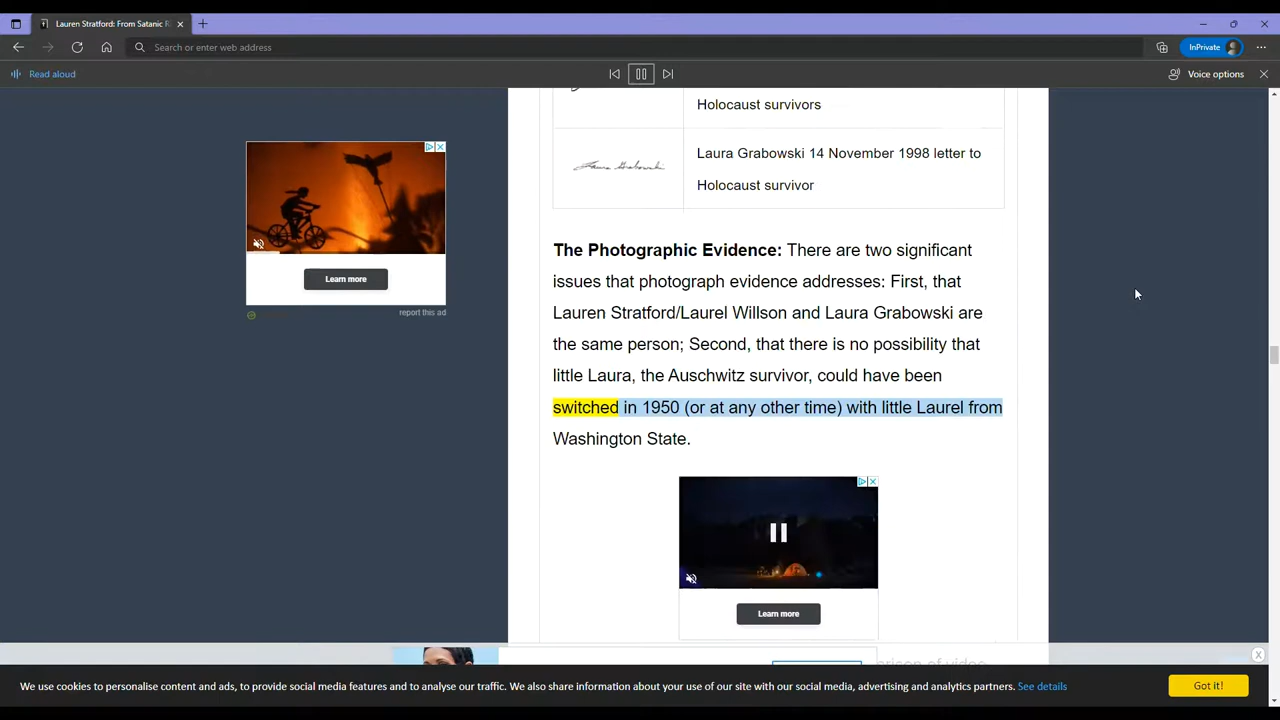 Lauren Stratford: From Satanic R
Search or enter web address
InPrivate
Read aloud
Voice options
Holocaust survivors
Laura Grabowski
Laura Grabowski 14 November 1998 letter to
Holocaust survivor
Learn more
report this ad
The Photographic Evidence: There are two significant
issues that photograph evidence addresses: First, that
Lauren Stratford/Laurel Willson and Laura Grabowski are
the same person; Second, that there is no possibility that
little Laura, the Auschwitz survivor, could have been
switched in 1950 (or at any other time) with little Laurel from
Washington State.
Learn more
We use cookies to personalise content and ads, to provide social media features and to analyse our traffic. We also share information about your use of our site with our social media, advertising and analytics partners. See details
Got it!